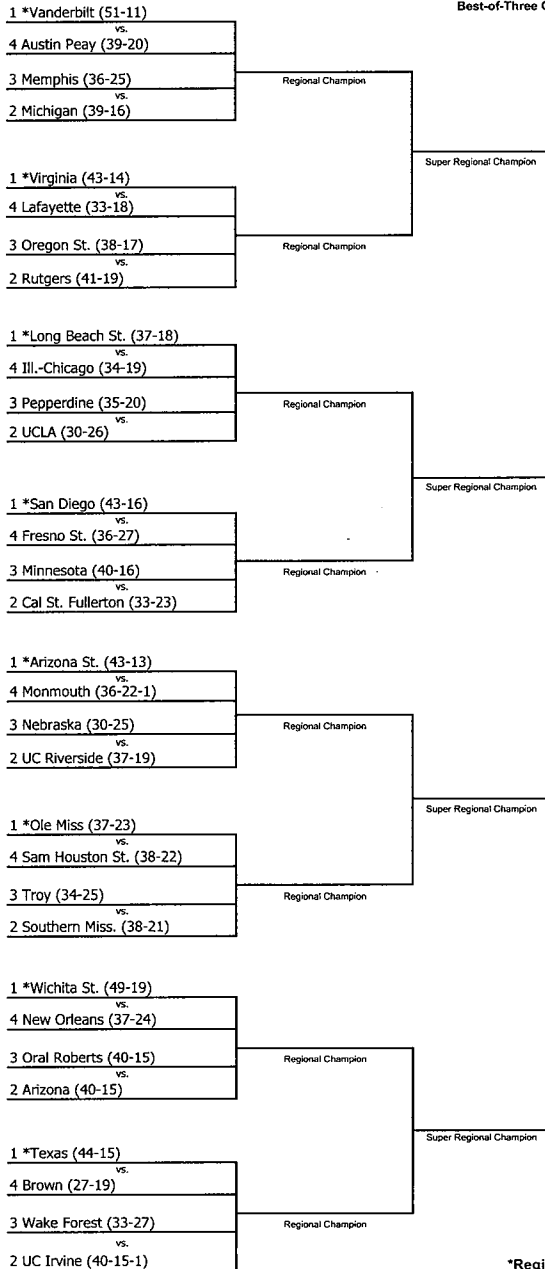 Best-of-Three
1 *Vanderbilt (51-11)
vs.
4 Austin Peay (39-20)
3 Memphis (36-25)
vs.
2 Michigan (39-16)
Regional Champion
Super Regional Champion
1 *Virginia (43-14)
vs.
4 Lafayette (33-18)
3 Oregon St. (38-17)
vs.
2 Rutgers (41-19)
Regional Champion
1 *Long Beach St. (37-18)
vs.
4 Ill.-Chicago (34-19)
3 Pepperdine (35-20)
vs.
2 UCLA (30-26)
Regional Champion
Super Regional Champion
1 *San Diego (43-16)
vs.
4 Fresno St. (36-27)
3 Minnesota (40-16)
vs.
2 Cal St. Fullerton (33-23)
Regional Champion
1 *Arizona St. (43-13)
vs.
4 Monmouth (36-22-1)
3 Nebraska (30-25)
vs.
2 UC Riverside (37-19)
Regional Champion
Super Regional Champion
1 *Ole Miss (37-23)
vs.
4 Sam Houston St. (38-22)
3 Troy (34-25)
vs.
2 Southern Miss. (38-21)
Regional Champion
1 *Wichita St. (49-19)
vs.
4 New Orleans (37-24)
3 Oral Roberts (40-15)
vs.
2 Arizona (40-15)
Regional Champion
Super Regional Champion
1 *Texas (44-15)
vs.
4 Brown (27-19)
3 Wake Forest (33-27)
vs.
2 UC Irvine (40-15-1)
Regional Champion
*Regi